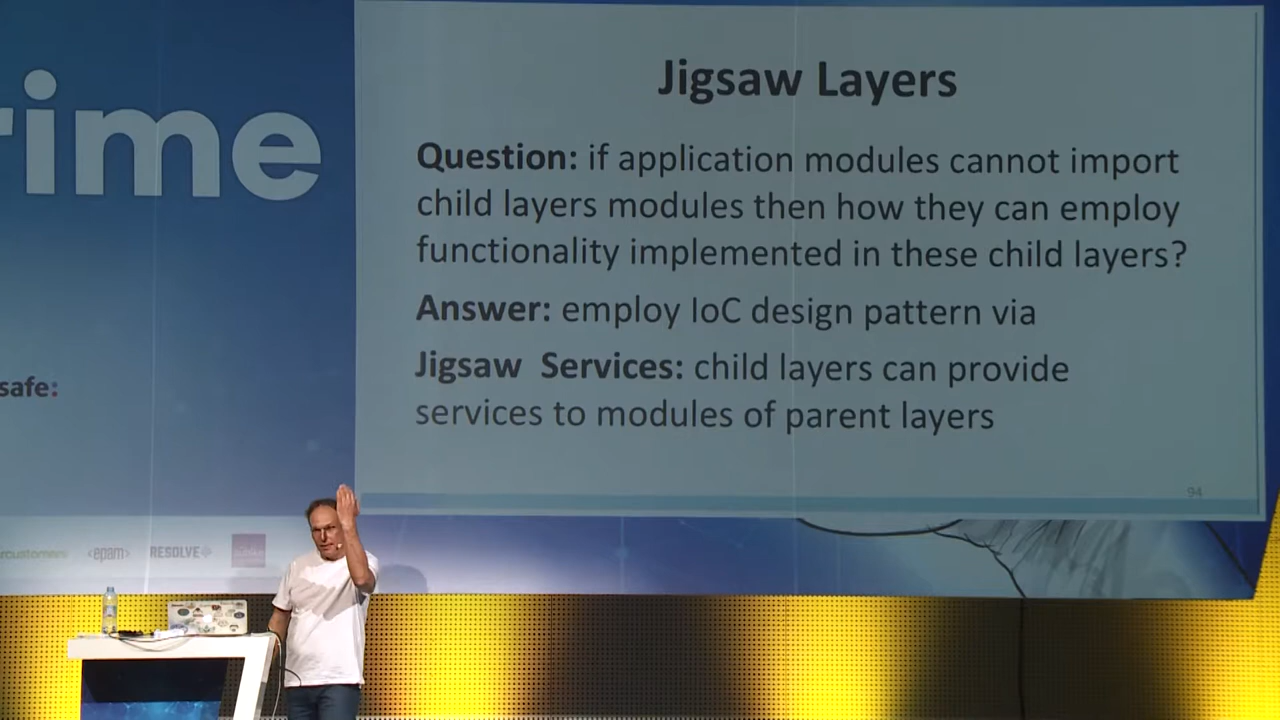 rime
Jigsaw Layers
Question: if application modules cannot import
child layers modules then how they can employ
functionality implemented in these child layers?
Answer: employ IoC design pattern via
Jigsaw Services: child layers can provide
services to modules of parent layers
94
safe:
rcustomers
<epam>
RESOLVE